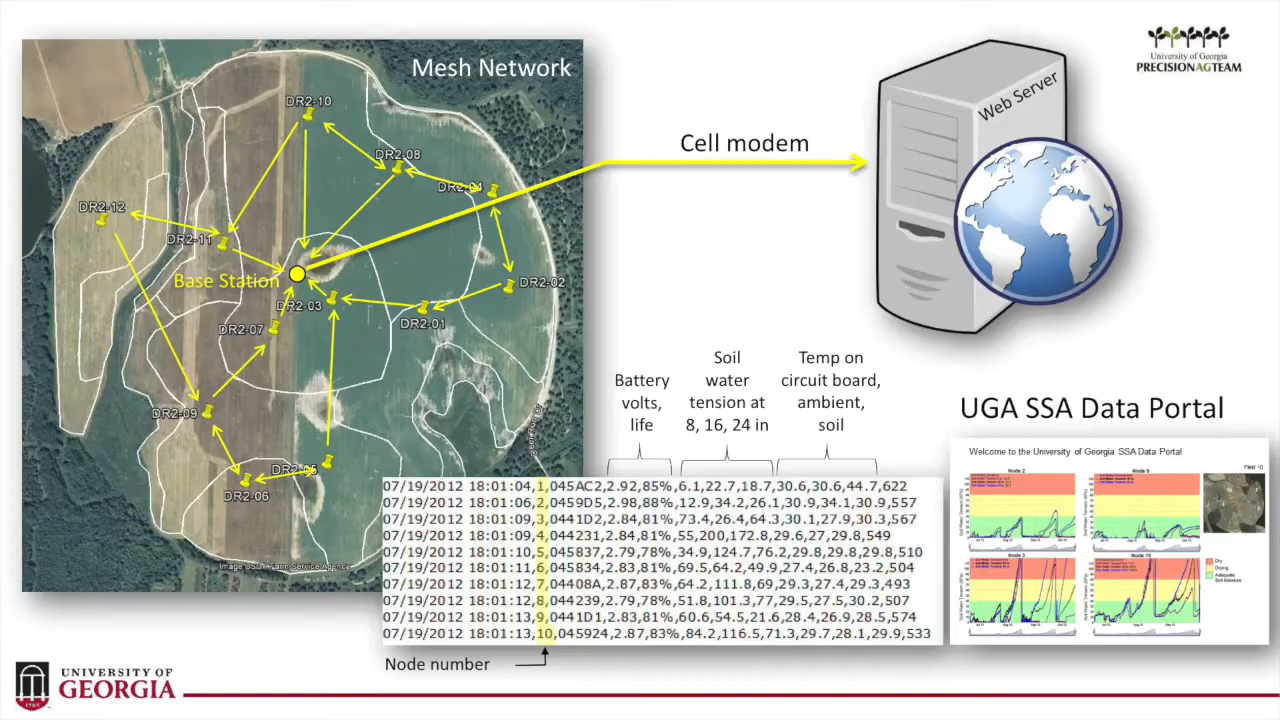 Mesh Network
DR2-10
DR2-08
DR2-04
DR2-12
DR2-11
Base Station
DR2-02
DR2-03
DR2-01
DR2-07
DR2-09
DR2-05
DR2-06
Cell modem
Web Server
University of Georgia
PRECISIONAGTEAM
Battery
volts,
life
Soil
water
tension at
8, 16, 24 in
Temp on
circuit board,
ambient,
soil
07/19/2012 18:01:04,1,045AC2,2.92,85%,6.1,22.7,18.7,30.6,30.6,44.7,622
07/19/2012 18:01:06,2,0459D5,2.98,88%,12.9,34.2,26.1,30.9,34.1,30.9,557
07/19/2012 18:01:09,3,0441D2,2.84,81%,73.4,26.4,64.3,30.1,27.9,30.3,567
07/19/2012 18:01:09,4,044231,2.84,81%,55,200,172.8,29.6,27,29.8,549
07/19/2012 18:01:10,5,045637,2.79,78%,34.9,124.7,76.2,29.8,29.8,29.8,510
07/19/2012 18:01:11,6,045834,2.83,81%,69.5,64.2,49.9,27.4,26.8,23.2,504
07/19/2012 18:01:12,7,04408A,2.87,83%,64.2,111.8,69,29.3,27.4,29.3,493
07/19/2012 18:01:12,8,044239,2.79,78%,51.8,101.3,77,29.5,27.5,30.2,507
07/19/2012 18:01:13,9,0441D1,2.83,81%,60.6,54.5,21.6,28.4,26.9,28.5,574
07/19/2012 18:01:13,10,045924,2.87,83%,84.2,116.5,71.3,29.7,28.1,29.9,533
Node number
UGA SSA Data Portal
Welcome to the University of Georgia SSA Data Portal
Node 2
Node 6
Field 10
Node 3
Node 10
Dry
Drying
Adequate
Soil Moisture
UNIVERSITY OF
GEORGIA